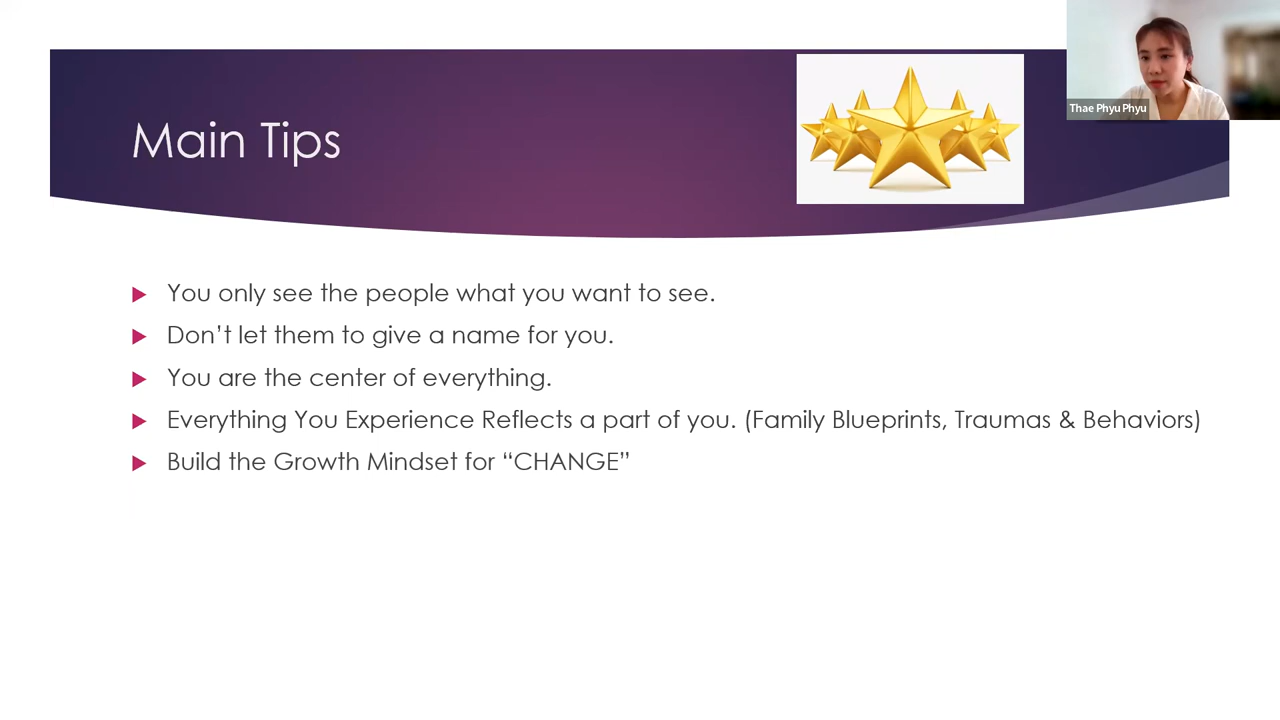 Main Tips
Thae Phyu Phyu
You only see the people what you want to see.
Don’t let them to give a name for you.
You are the center of everything.
Everything You Experience Reflects a part of you. (Family Blueprints, Traumas & Behaviors)
Build the Growth Mindset for “CHANGE”